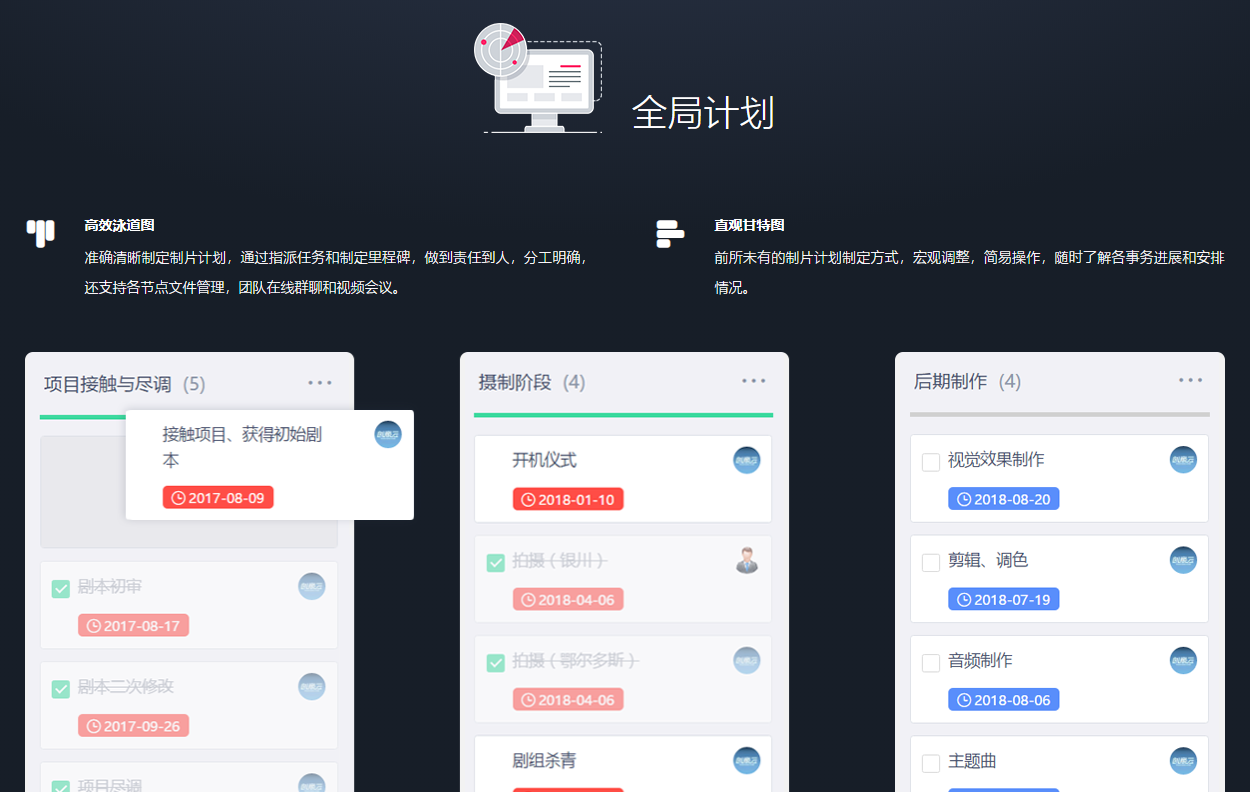 全局计划
高效泳道图
准确清晰制定制片计划，通过指派任务和制定里程碑，做到责任到人，分工明确，
还支持各节点文件管理，团队在线群聊和视频会议。
直观甘特图
前所未有的制片计划制定方式，宏观调整，简易操作，随时了解各事务进展和安排
情况。
项目接触与尽调 (5)
接触项目、获得初始剧
本
2017-08-09
剧本初审
2017-08-17
剧本二次修改
2017-09-26
项目尽调
摄制阶段 (4)
开机仪式
2018-01-10
拍摄（银川）
2018-04-06
拍摄（鄂尔多斯）
2018-04-06
剧组杀青
后期制作 (4)
视觉效果制作
2018-08-20
剪辑、调色
2018-07-19
音频制作
2018-08-06
主题曲